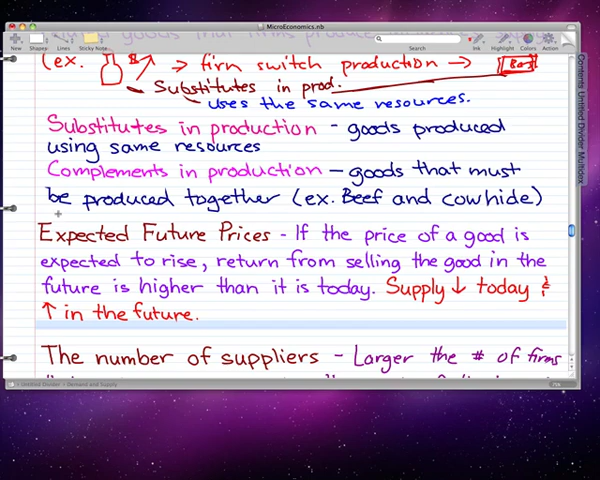 MicroEconomics.nb
New Shapes Lines Sticky Note Search Ink Highlight Colors Action
(ex. → firm switch production →
Substitutes in prod.
uses the same resources.
Substitutes in production - goods produced
using same resources
Complements in production - goods that must
be produced together (ex. Beef and cowhide)
Expected Future Prices - If the price of a good is
expected to rise, return from selling the good in the
future is higher than it is today. Supply ↓ today &
↑ in the future.
The number of suppliers - Larger the # of firms
Untitled Divider > Demand and Supply
Contents Untitled Divider Multidex